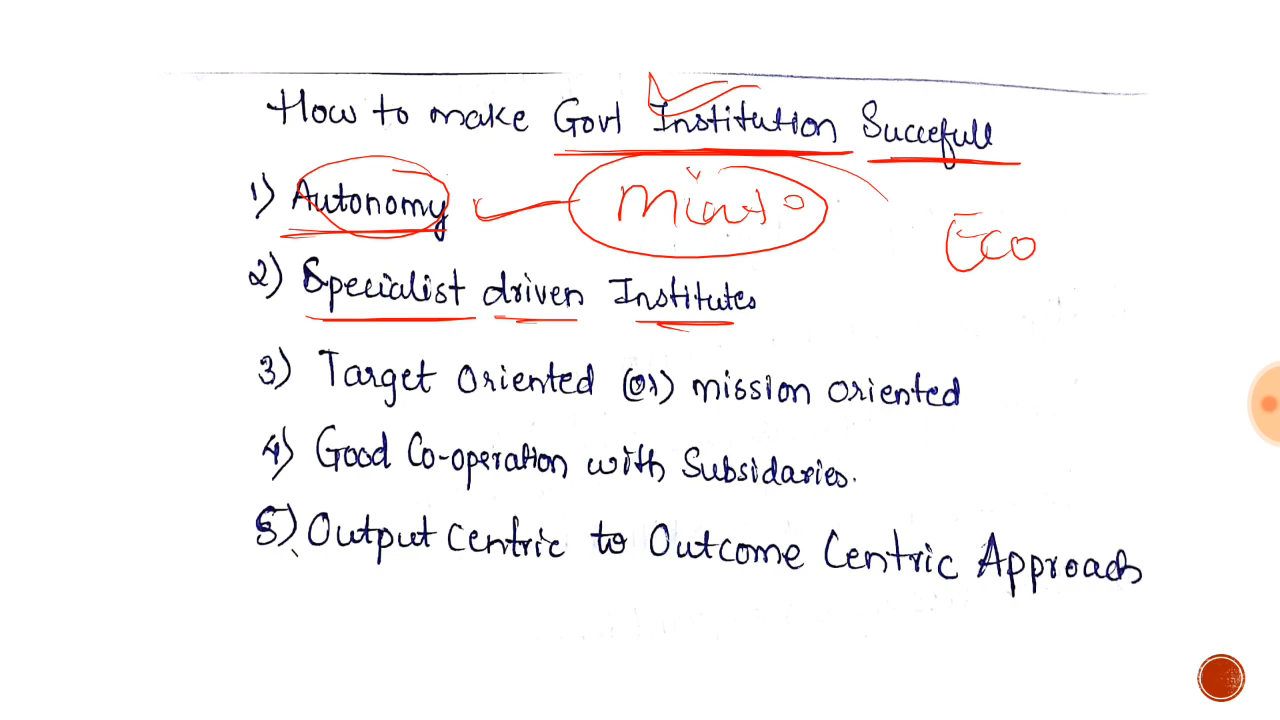 How to make Govt Institution Succefull
1) Autonomy
Eco
2) Specialist driven Institutes
3) Target Oriented (or) mission oriented
4) Good Co-operation with Subsidaries.
5) Output Centric to Outcome Centric Approach